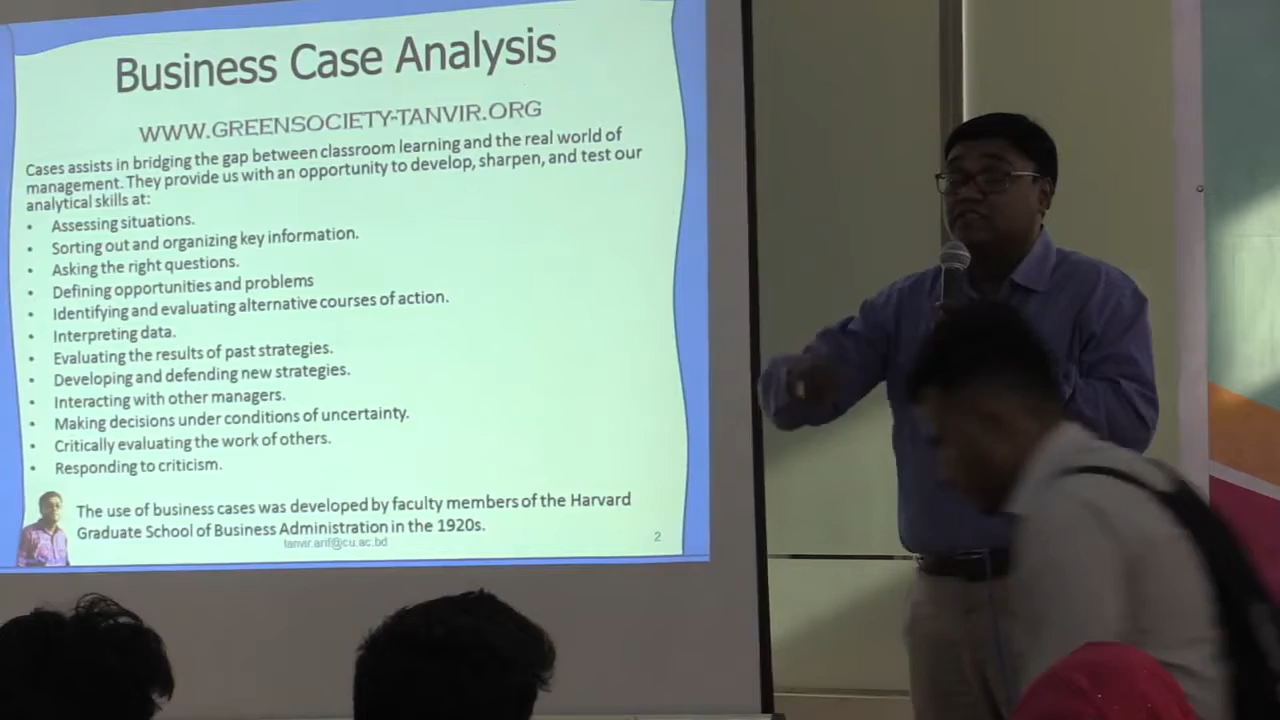 Business Case Analysis
WWW.GREENSOCIETY-TANVIR.ORG
Cases assists in bridging the gap between classroom learning and the real world of
management. They provide us with an opportunity to develop, sharpen, and test our
analytical skills at:
• Assessing situations.
• Sorting out and organizing key information.
• Asking the right questions.
• Defining opportunities and problems
• Identifying and evaluating alternative courses of action.
• Interpreting data.
• Evaluating the results of past strategies.
• Developing and defending new strategies.
• Interacting with other managers.
• Making decisions under conditions of uncertainty.
• Critically evaluating the work of others.
• Responding to criticism.
The use of business cases was developed by faculty members of the Harvard
Graduate School of Business Administration in the 1920s.
tanvir.arif@cu.ac.bd
2